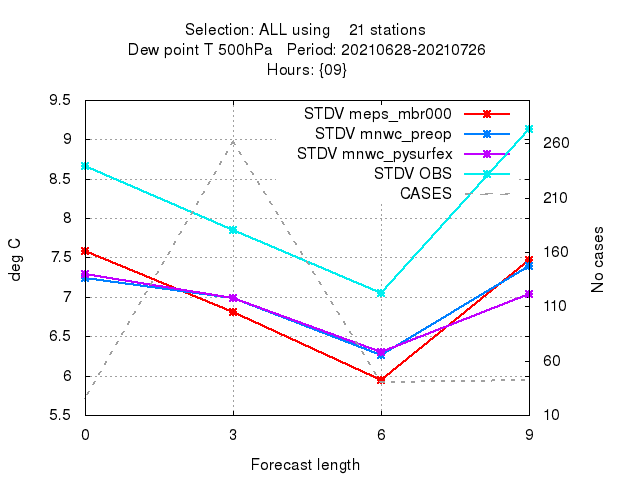 Selection: ALL using 21 stations
Dew point T 500hPa Period: 20210628-20210726
Hours: {09}
9.5
9
8.5
8
7.5
7
6.5
6
5.5
deg C
STDV meps_mbr000
STDV mnwc_preop
STDV mnwc_pysurfex
STDV OBS
CASES
260
210
160
110
60
10
No cases
0 3 6 9
Forecast length